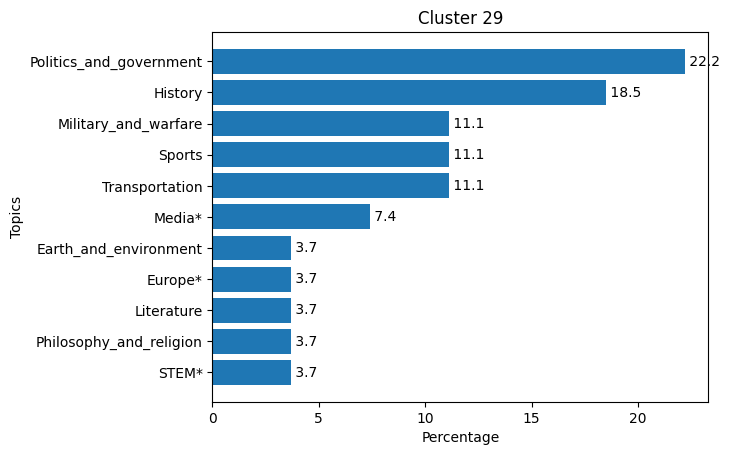 Cluster 29
Topics
Politics_and_government 22.2
History 18.5
Military_and_warfare 11.1
Sports 11.1
Transportation 11.1
Media* 7.4
Earth_and_environment 3.7
Europe* 3.7
Literature 3.7
Philosophy_and_religion 3.7
STEM* 3.7
0 5 10 15 20
Percentage